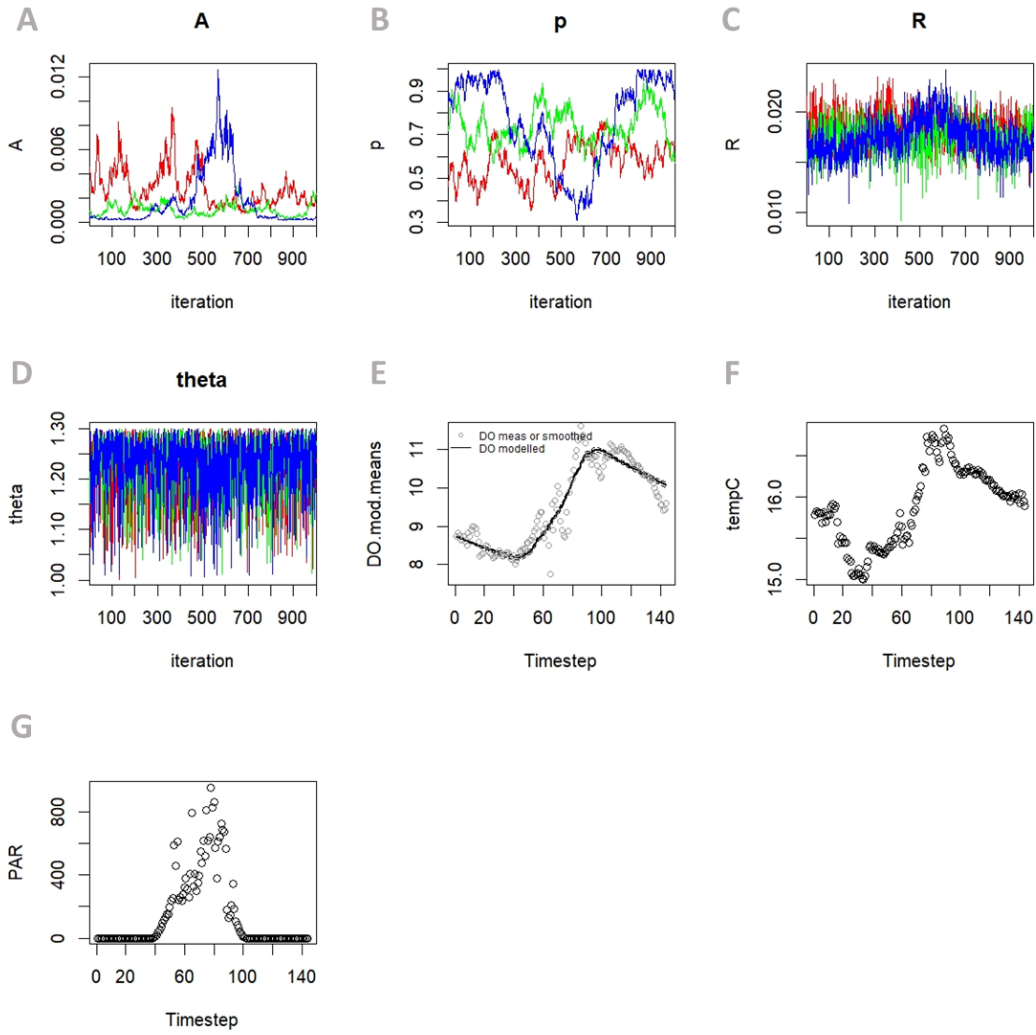 A
A
0.012
0.006
0.000
A
100 300 500 700 900
iteration
B
p
0.9
0.7
0.5
0.3
p
100 300 500 700 900
iteration
C
R
0.020
0.010
R
100 300 500 700 900
iteration
D
theta
1.30
1.20
1.10
1.00
theta
100 300 500 700 900
iteration
E
DO meas or smoothed
DO modelled
11
10
9
8
DO.mod.means
0 20 60 100 140
Timestep
F
16.0
15.0
tempC
0 20 60 100 140
Timestep
G
800
400
0
PAR
0 20 60 100 140
Timestep